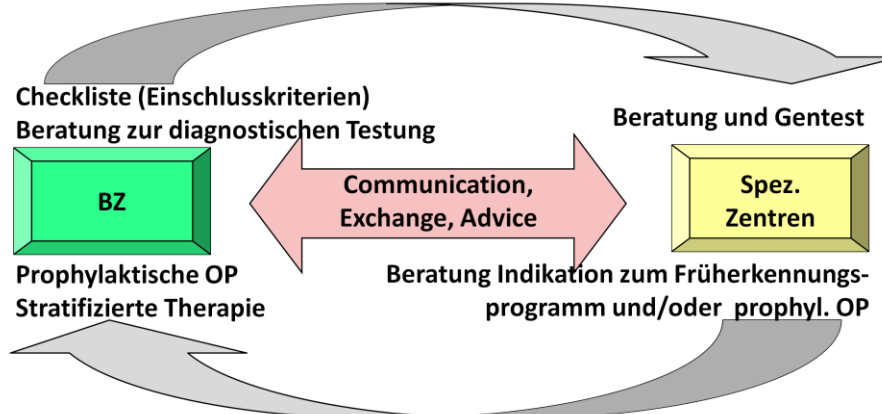 Checkliste (Einschlusskriterien)
Beratung zur diagnostischen Testung
Beratung und Gentest
BZ
Communication,
Exchange, Advice
Spez.
Zentren
Prophylaktische OP
Stratifizierte Therapie
Beratung Indikation zum Früherkennungs-
programm und/oder prophyl. OP